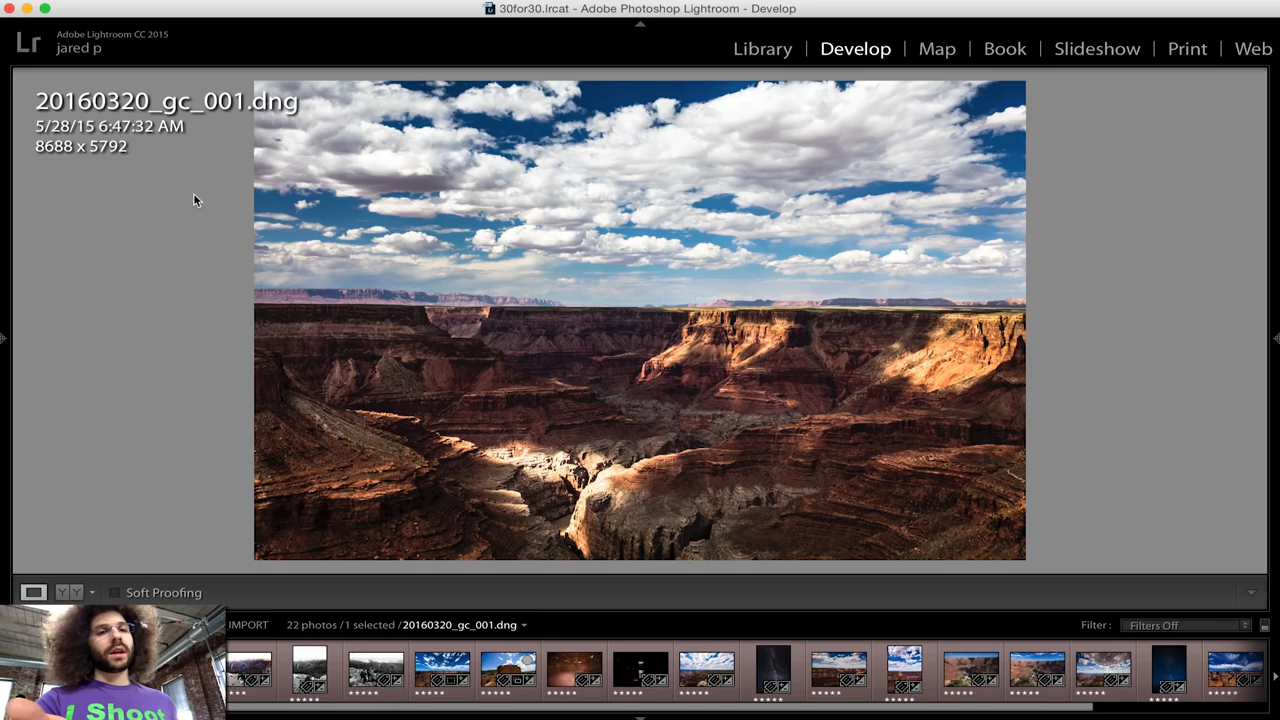 30for30.lrcat - Adobe Photoshop Lightroom - Develop
Lr
Adobe Lightroom CC 2015
jared p
Library | Develop | Map | Book | Slideshow | Print | Web
20160320_gc_001.dng
5/28/15 6:47:32 AM
8688 x 5792
Y Y
Soft Proofing
IMPORT
22 photos / 1 selected / 20160320_gc_001.dng
Filter :
Filters Off
I Shoot